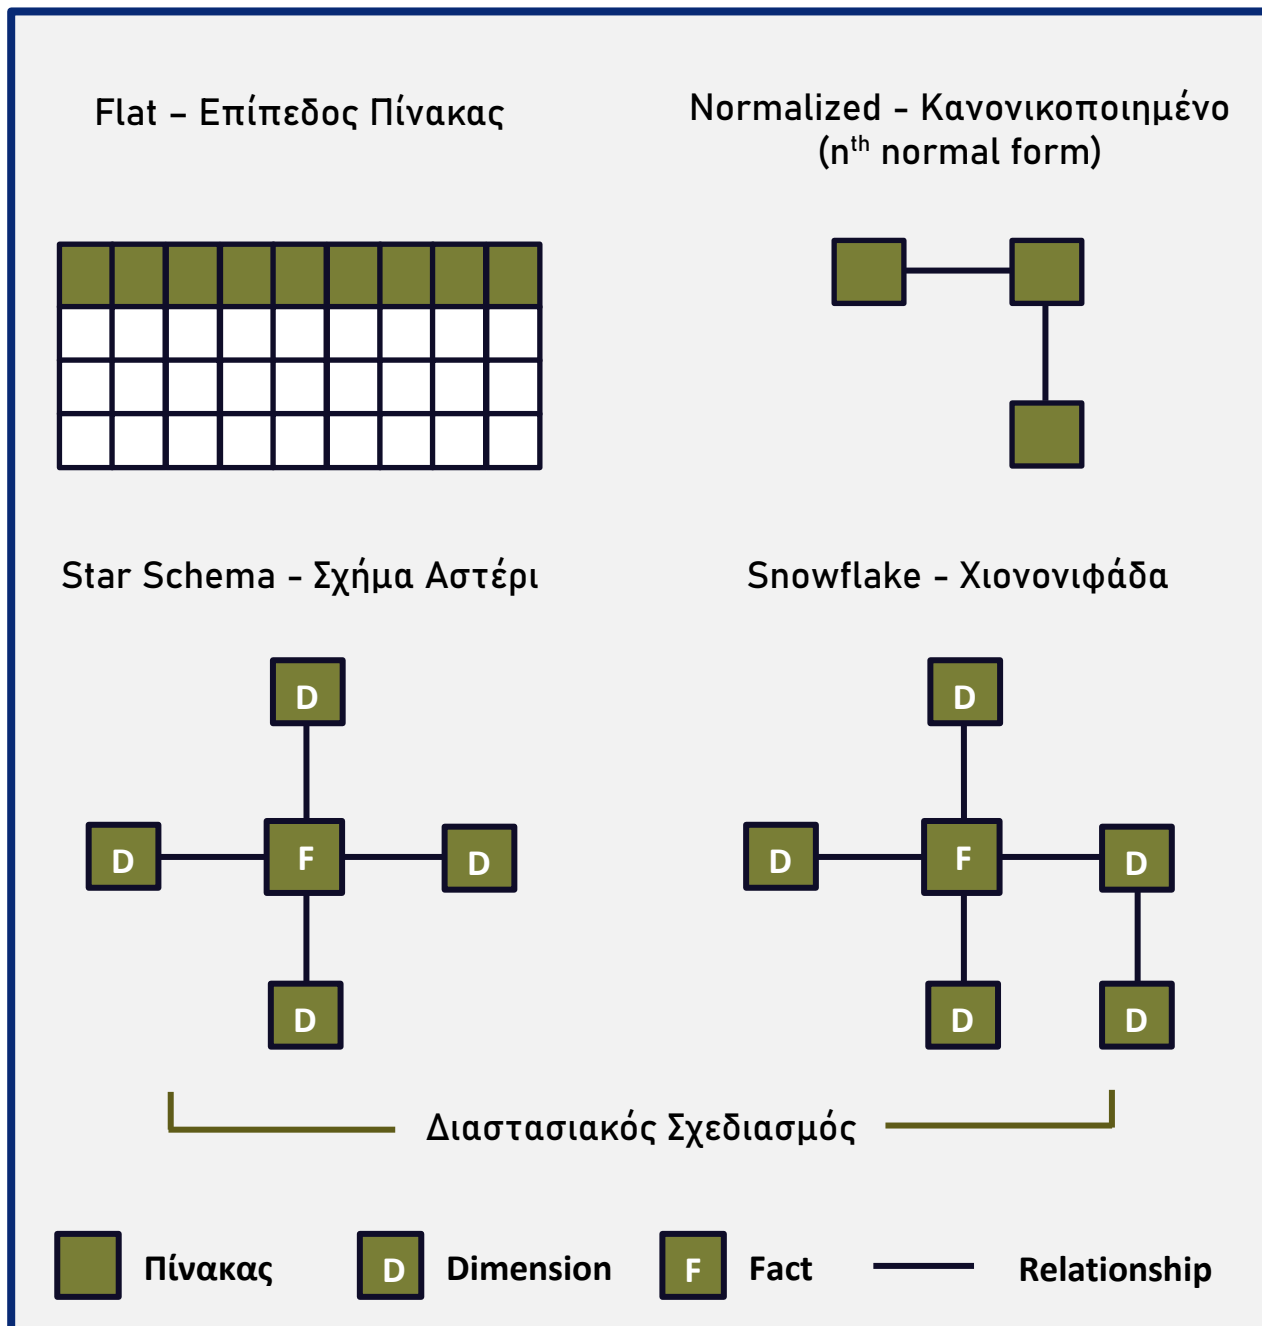 Flat – Επίπεδος Πίνακας
Normalized - Κανονικοποιημένο
(nth normal form)
Star Schema - Σχήμα Αστέρι
Snowflake - Χιονονιφάδα
D
D F D
D
D
D F D
D D
Διαστασιακός Σχεδιασμός
Πίνακας
D Dimension
F Fact
Relationship